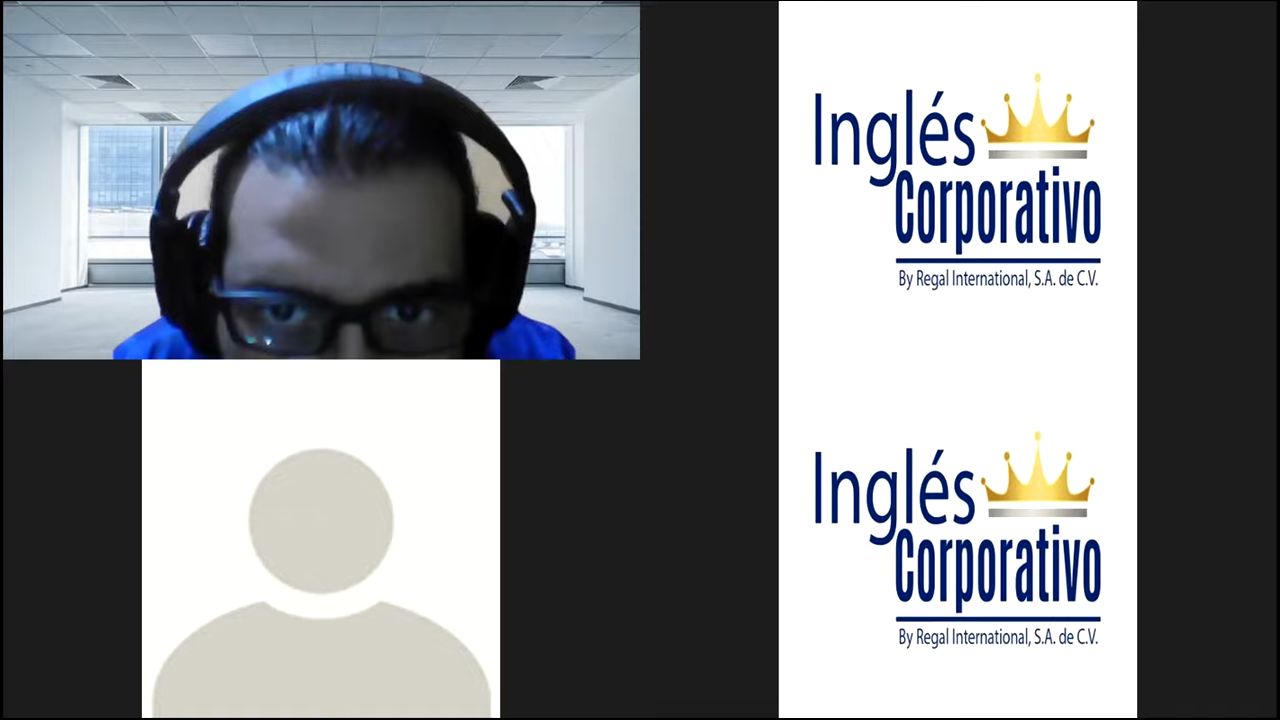 Inglés
Corporativo
By Regal International, S.A. de C.V.
Inglés
Corporativo
By Regal International, S.A. de C.V.